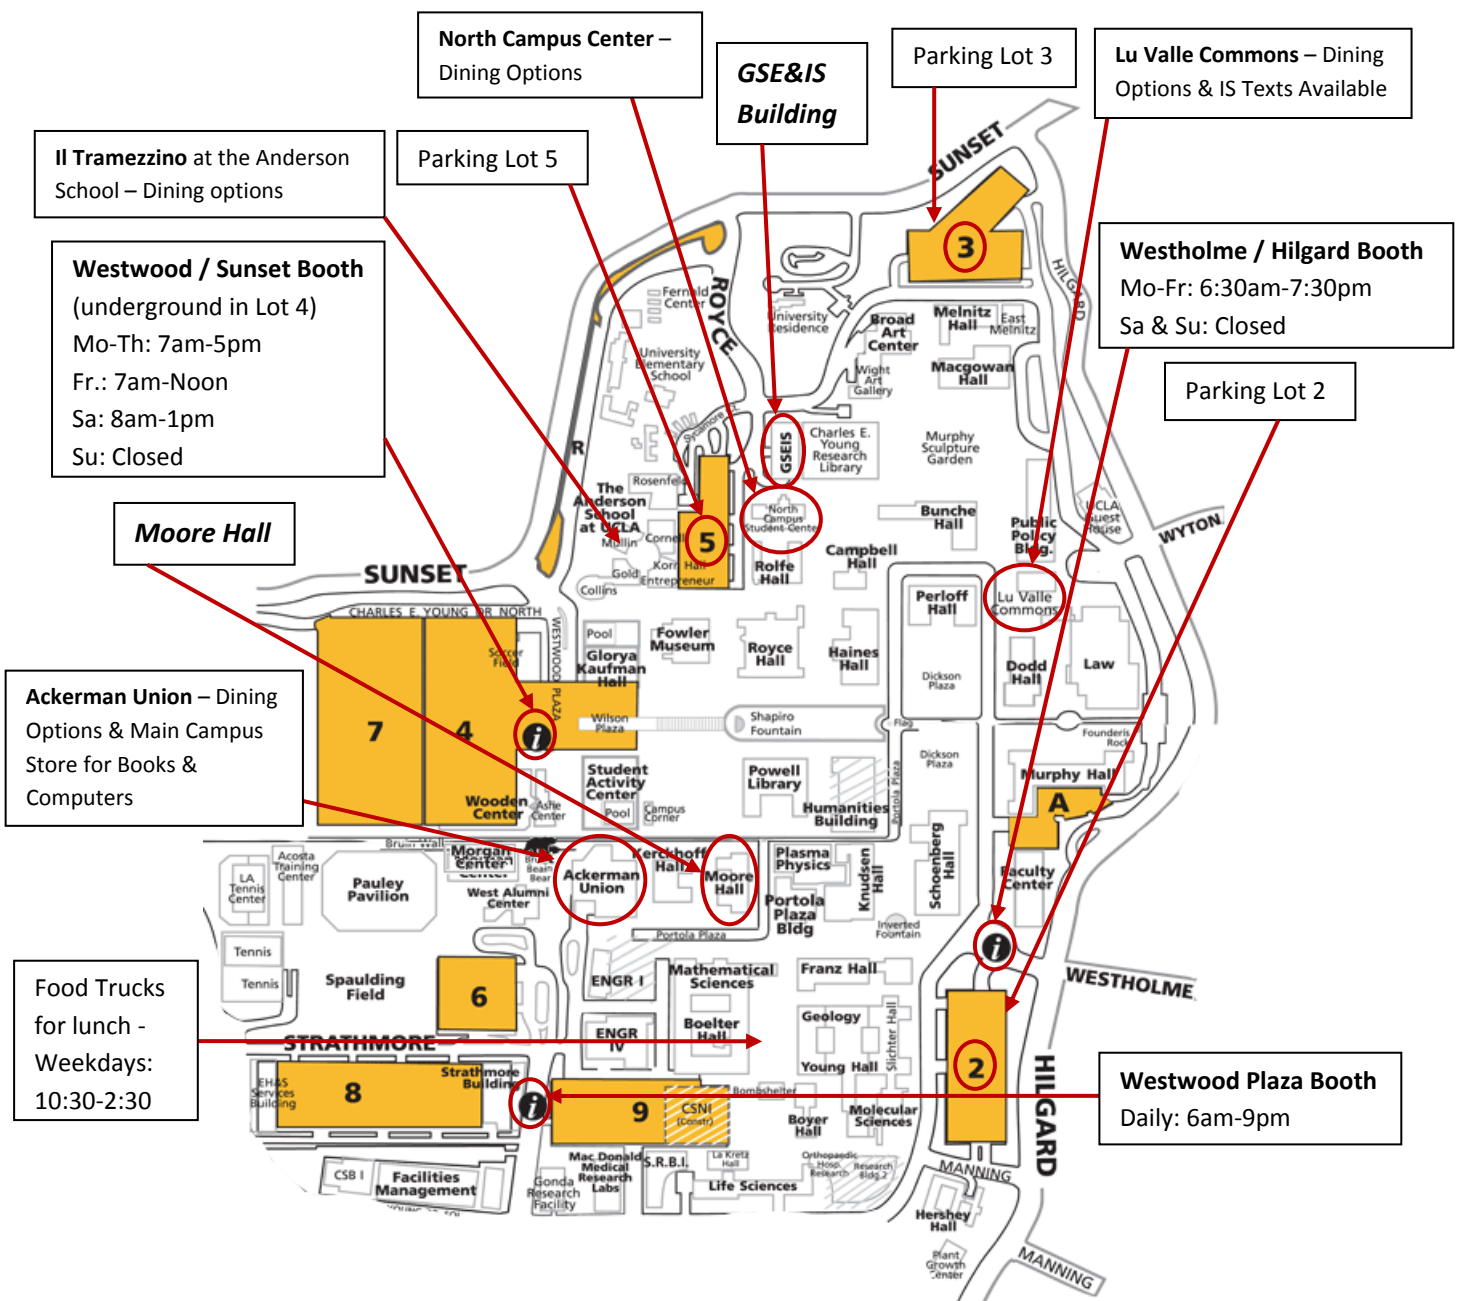 North Campus Center –
Dining Options
GSE&IS
Building
Parking Lot 3
Lu Valle Commons – Dining
Options & IS Texts Available
Il Tramezzino at the Anderson
School – Dining options
Parking Lot 5
Westwood / Sunset Booth
(underground in Lot 4)
Mo-Th: 7am-5pm
Fr.: 7am-Noon
Sa: 8am-1pm
Su: Closed
Westholme / Hilgard Booth
Mo-Fr: 6:30am-7:30pm
Sa & Su: Closed
Parking Lot 2
Moore Hall
Ackerman Union – Dining
Options & Main Campus
Store for Books &
Computers
Food Trucks
for lunch -
Weekdays:
10:30-2:30
Westwood Plaza Booth
Daily: 6am-9pm
SUNSET
3
HILGARD
ROYCE
Fernald
Center
University
Residence
Broad
Art
Center
Melnitz
Hall
East
Melnitz
University
Elementary
School
Wight
Art
Gallery
Macgowan
Hall
Sycamore Ct.
R
GSEIS
Charles E.
Young
Research
Library
Murphy
Sculpture
Garden
Rosenfeld
The
Anderson
School
at UCLA
Mullin
Cornell
5
Korn Hall
Gold
Entrepreneur
Collins
North
Campus
Student Center
Rolfe
Hall
Campbell
Hall
Bunche
Hall
Public
Policy
Bldg.
UCLA
Guest
House
WYTON
SUNSET
CHARLES E. YOUNG DR NORTH
WESTWOOD PLAZA
Soccer
Field
Pool
Glorya
Kaufman
Hall
Fowler
Museum
Royce
Hall
Haines
Hall
Perloff
Hall
Lu Valle
Commons
Dickson
Plaza
Dodd
Hall
Law
7
4
i
Wilson
Plaza
Shapiro
Fountain
Flag
Founders
Rock
Dickson
Plaza
Murphy Hall
A
Student
Activity
Center
Pool
Campus
Corner
Powell
Library
Humanities
Building
Portola Plaza
Wooden
Center
Ashe
Center
Bruin Wall
Morgan
Center
Center
Bruin
Bear
Acosta
Training
Center
LA
Tennis
Center
Pauley
Pavilion
West Alumni
Center
Ackerman
Union
Kerckhoff
Hall
Moore
Hall
Plasma
Physics
Knudsen
Hall
Schoenberg
Hall
Faculty
Center
Portola
Plaza
Bldg
Inverted
Fountain
Portola Plaza
i
Tennis
Tennis
Spaulding
Field
6
ENGR I
Mathematical
Sciences
Franz Hall
WESTHOLME
STRATHMORE
ENGR
IV
Boelter
Hall
Geology
Slichter Hall
Young Hall
2
HILGARD
EH&S
Services
Building
8
Strathmore
Building
i
9
CSNI
(Constr)
Bombshelter
Boyer
Hall
Molecular
Sciences
CSB I
Facilities
Management
Gonda
Research
Facility
Mac Donald
Medical
Research
Labs
S.R.B.I.
La Kretz
Hall
Life Sciences
Orthopaedic
Hosp.
Research
Research
Bldg.2
MANNING
Hershey
Hall
Plant
Growth
Center
MANNING